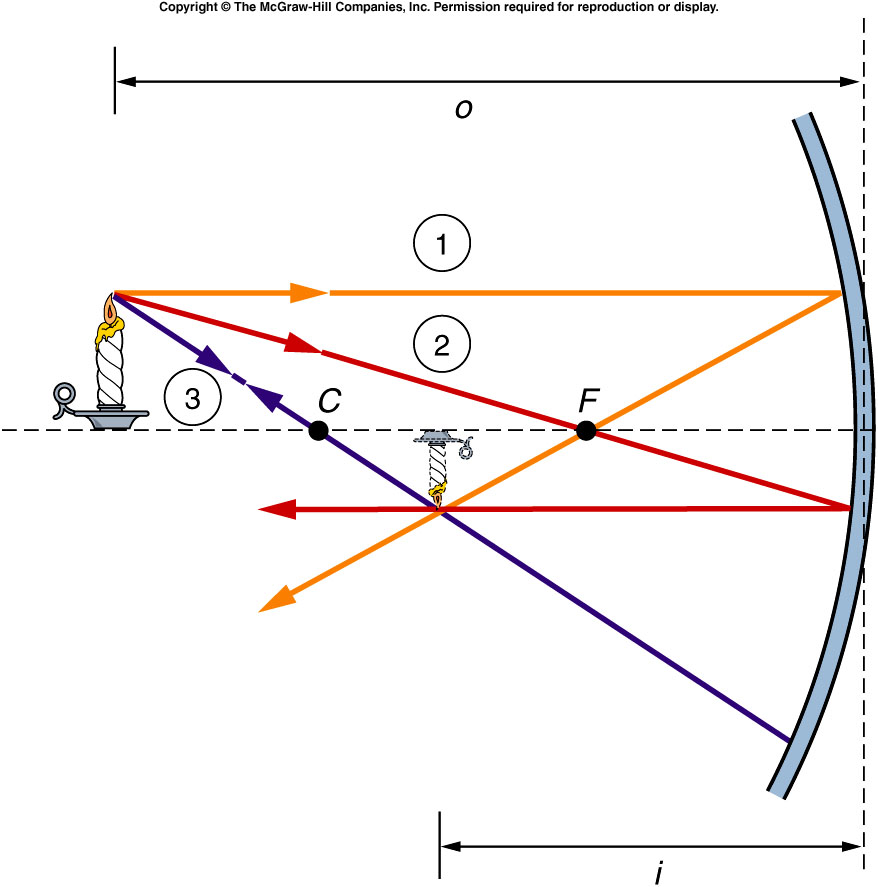 Copyright © The McGraw-Hill Companies, Inc. Permission required for reproduction or display.
o
1
2
3
C
F
i